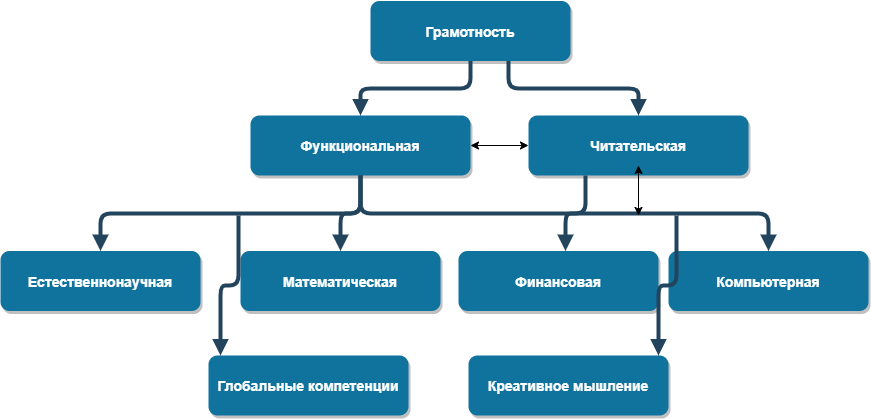 Грамотность
Функциональная
Читательская
Естественнонаучная
Математическая
Финансовая
Компьютерная
Глобальные компетенции
Креативное мышление